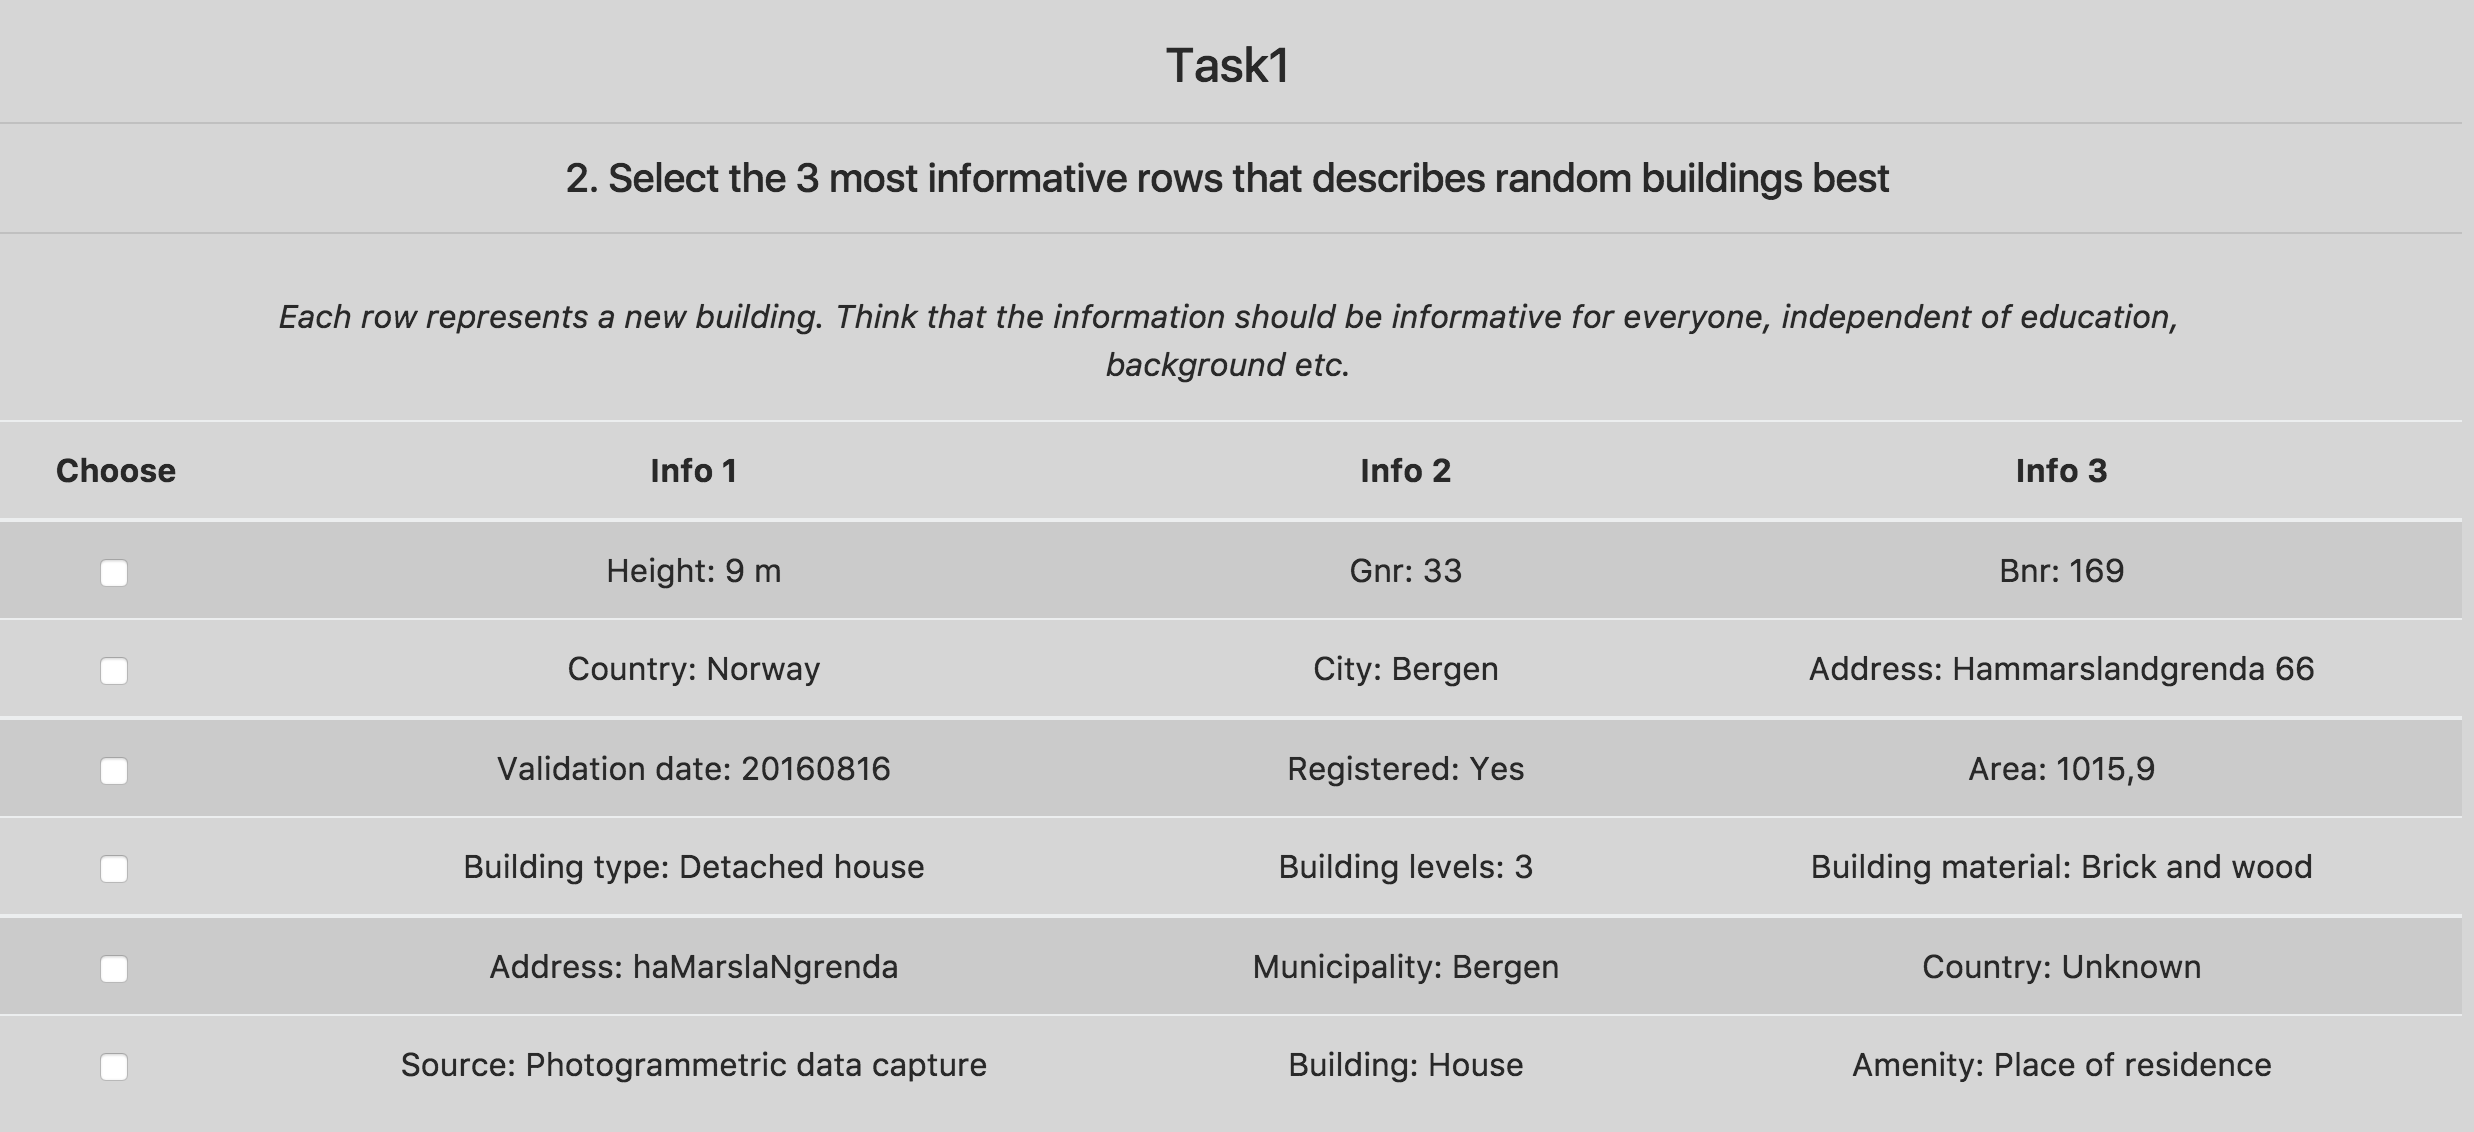 Task1
2. Select the 3 most informative rows that describes random buildings best
Each row represents a new building. Think that the information should be informative for everyone, independent of education,
background etc.
Choose Info 1 Info 2 Info 3
Height: 9 m Gnr: 33 Bnr: 169
Country: Norway City: Bergen Address: Hammarslandgrenda 66
Validation date: 20160816 Registered: Yes Area: 1015,9
Building type: Detached house Building levels: 3 Building material: Brick and wood
Address: haMarslaNgrenda Municipality: Bergen Country: Unknown
Source: Photogrammetric data capture Building: House Amenity: Place of residence